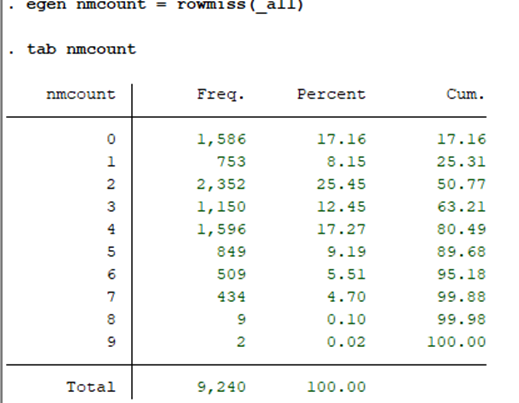 . egen nmcount = rowmiss(_all)
. tab nmcount
nmcount Freq. Percent Cum.
0 1,586 17.16 17.16
1 753 8.15 25.31
2 2,352 25.45 50.77
3 1,150 12.45 63.21
4 1,596 17.27 80.49
5 849 9.19 89.68
6 509 5.51 95.18
7 434 4.70 99.88
8 9 0.10 99.98
9 2 0.02 100.00
Total 9,240 100.00